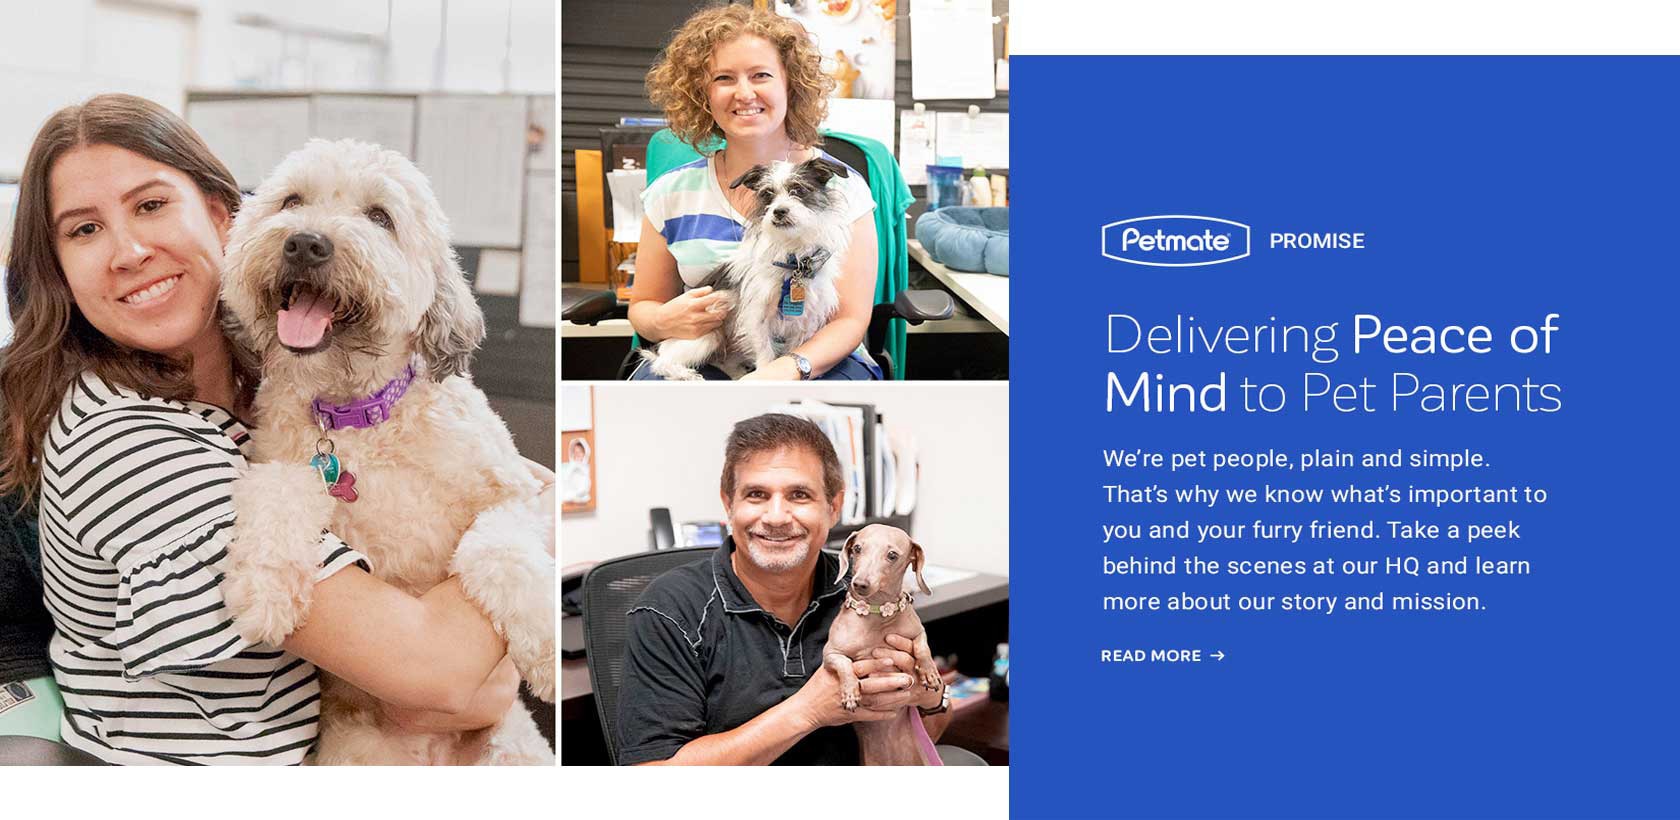 Petmate® PROMISE
Delivering Peace of
Mind to Pet Parents
We’re pet people, plain and simple.
That’s why we know what’s important to
you and your furry friend. Take a peek
behind the scenes at our HQ and learn
more about our story and mission.
READ MORE →